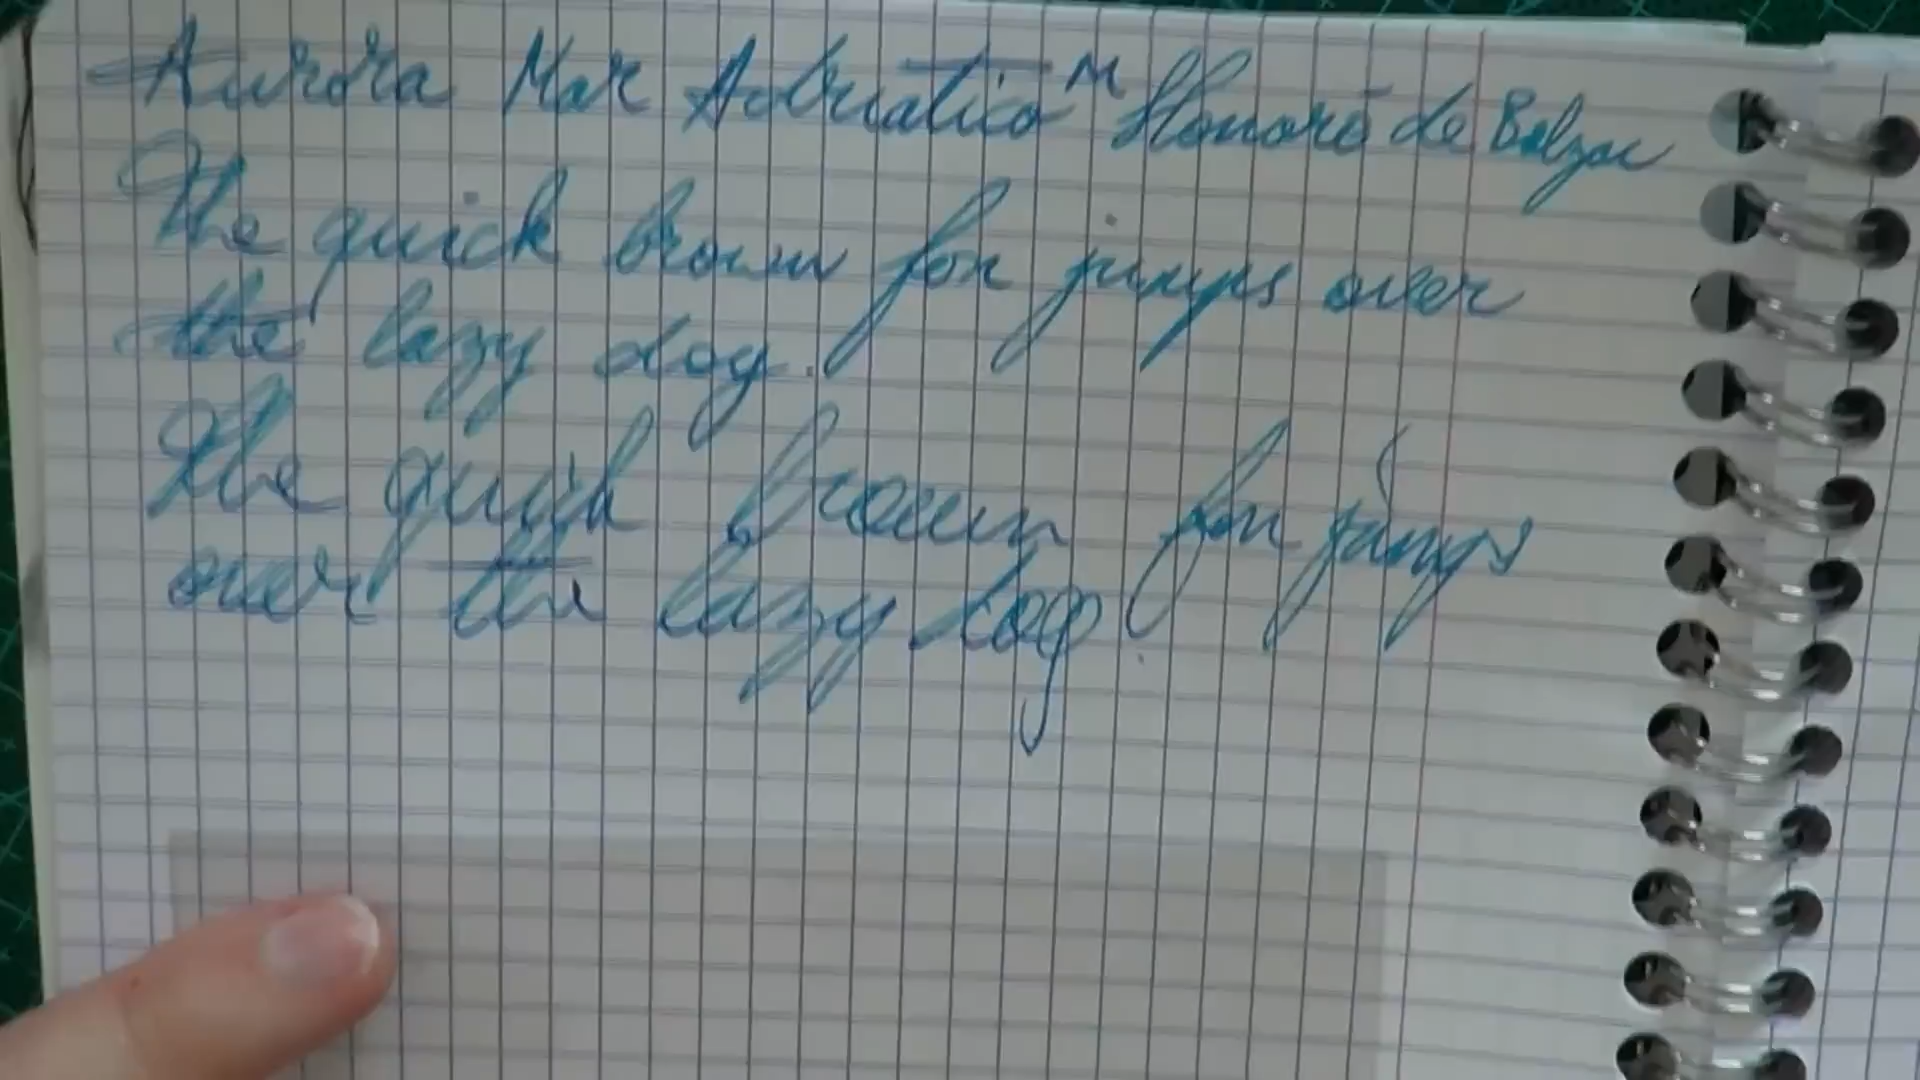 Aurora Mar Adriatico M Honoré de Balzac
The quick brown fox jumps over
the lazy dog.
The quick brown fox jumps
over the lazy dog.